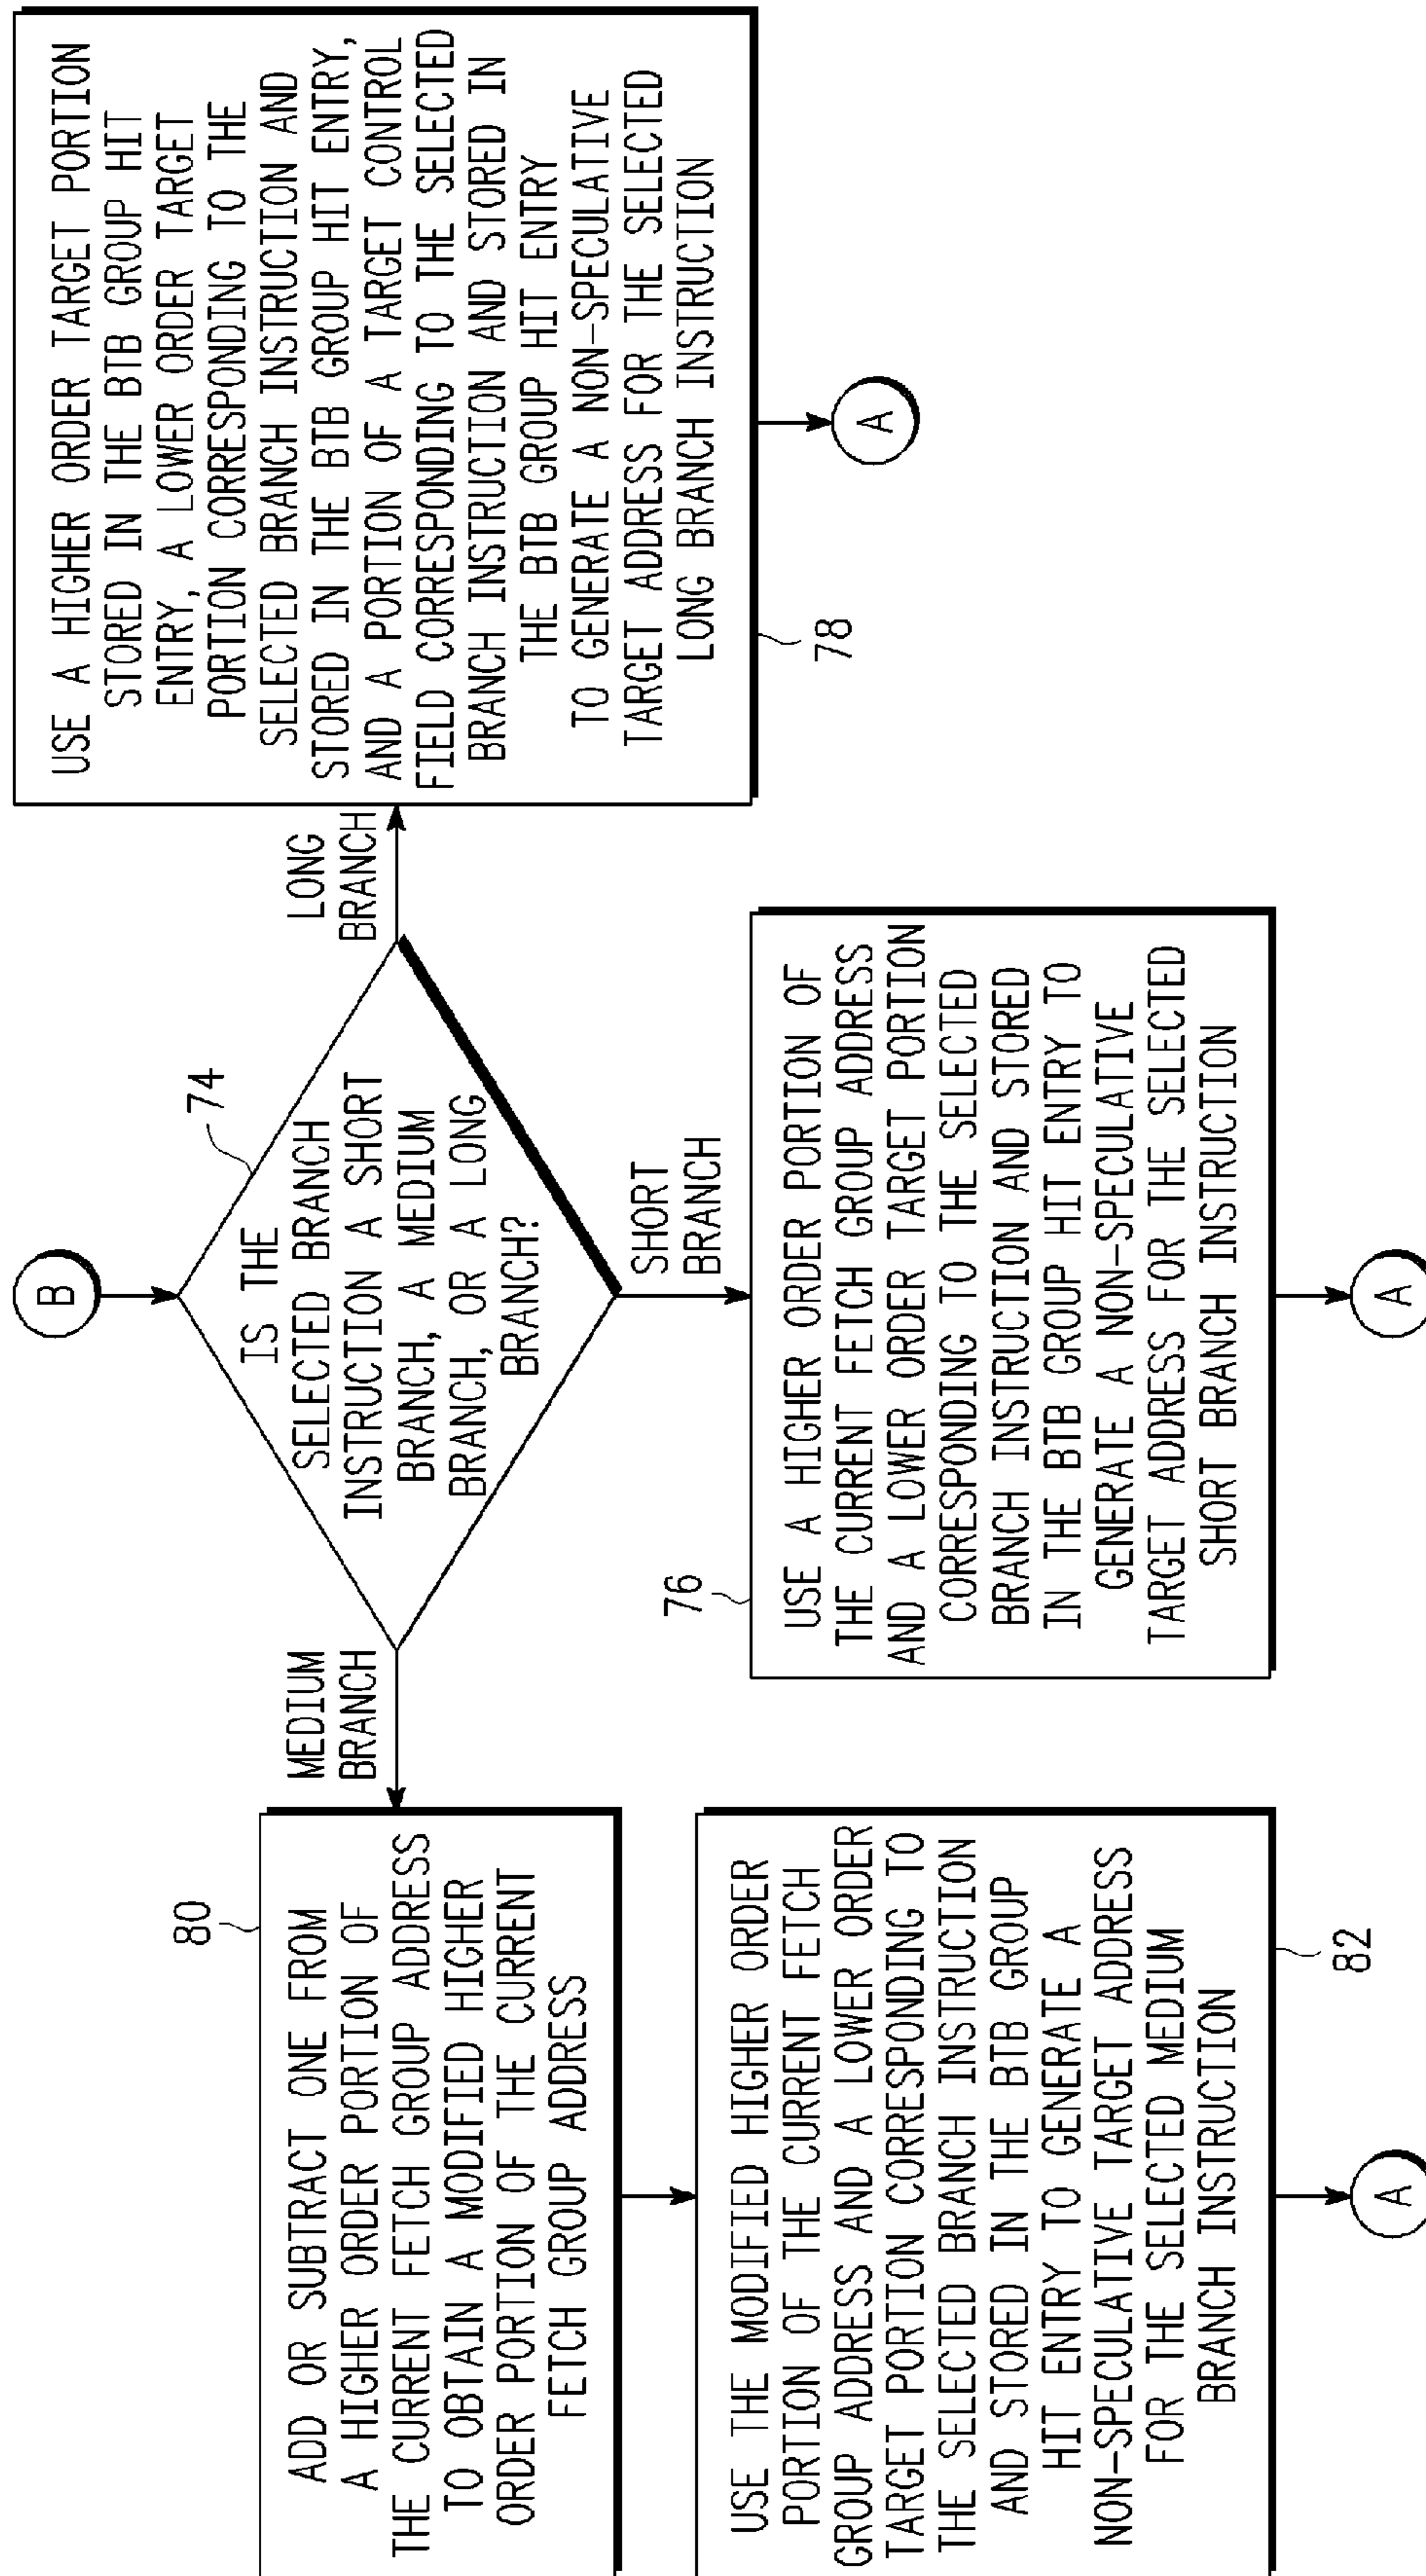 B
74
IS THE
SELECTED BRANCH
INSTRUCTION A SHORT
BRANCH, A MEDIUM
BRANCH, OR A LONG
BRANCH?
MEDIUM
BRANCH
80
ADD OR SUBTRACT ONE FROM
A HIGHER ORDER PORTION OF
THE CURRENT FETCH GROUP ADDRESS
TO OBTAIN A MODIFIED HIGHER
ORDER PORTION OF THE CURRENT
FETCH GROUP ADDRESS
USE THE MODIFIED HIGHER ORDER
PORTION OF THE CURRENT FETCH
GROUP ADDRESS AND A LOWER ORDER
TARGET PORTION CORRESPONDING TO
THE SELECTED BRANCH INSTRUCTION
AND STORED IN THE BTB GROUP
HIT ENTRY TO GENERATE A
NON-SPECULATIVE TARGET ADDRESS
FOR THE SELECTED MEDIUM
BRANCH INSTRUCTION
82
A
SHORT
BRANCH
76
USE A HIGHER ORDER PORTION OF
THE CURRENT FETCH GROUP ADDRESS
AND A LOWER ORDER TARGET PORTION
CORRESPONDING TO THE SELECTED
BRANCH INSTRUCTION AND STORED
IN THE BTB GROUP HIT ENTRY TO
GENERATE A NON-SPECULATIVE
TARGET ADDRESS FOR THE SELECTED
SHORT BRANCH INSTRUCTION
A
LONG
BRANCH
USE A HIGHER ORDER TARGET PORTION
STORED IN THE BTB GROUP HIT
ENTRY, A LOWER ORDER TARGET
PORTION CORRESPONDING TO THE
SELECTED BRANCH INSTRUCTION AND
STORED IN THE BTB GROUP HIT ENTRY,
AND A PORTION OF A TARGET CONTROL
FIELD CORRESPONDING TO THE SELECTED
BRANCH INSTRUCTION AND STORED IN
THE BTB GROUP HIT ENTRY
TO GENERATE A NON-SPECULATIVE
TARGET ADDRESS FOR THE SELECTED
LONG BRANCH INSTRUCTION
78
A